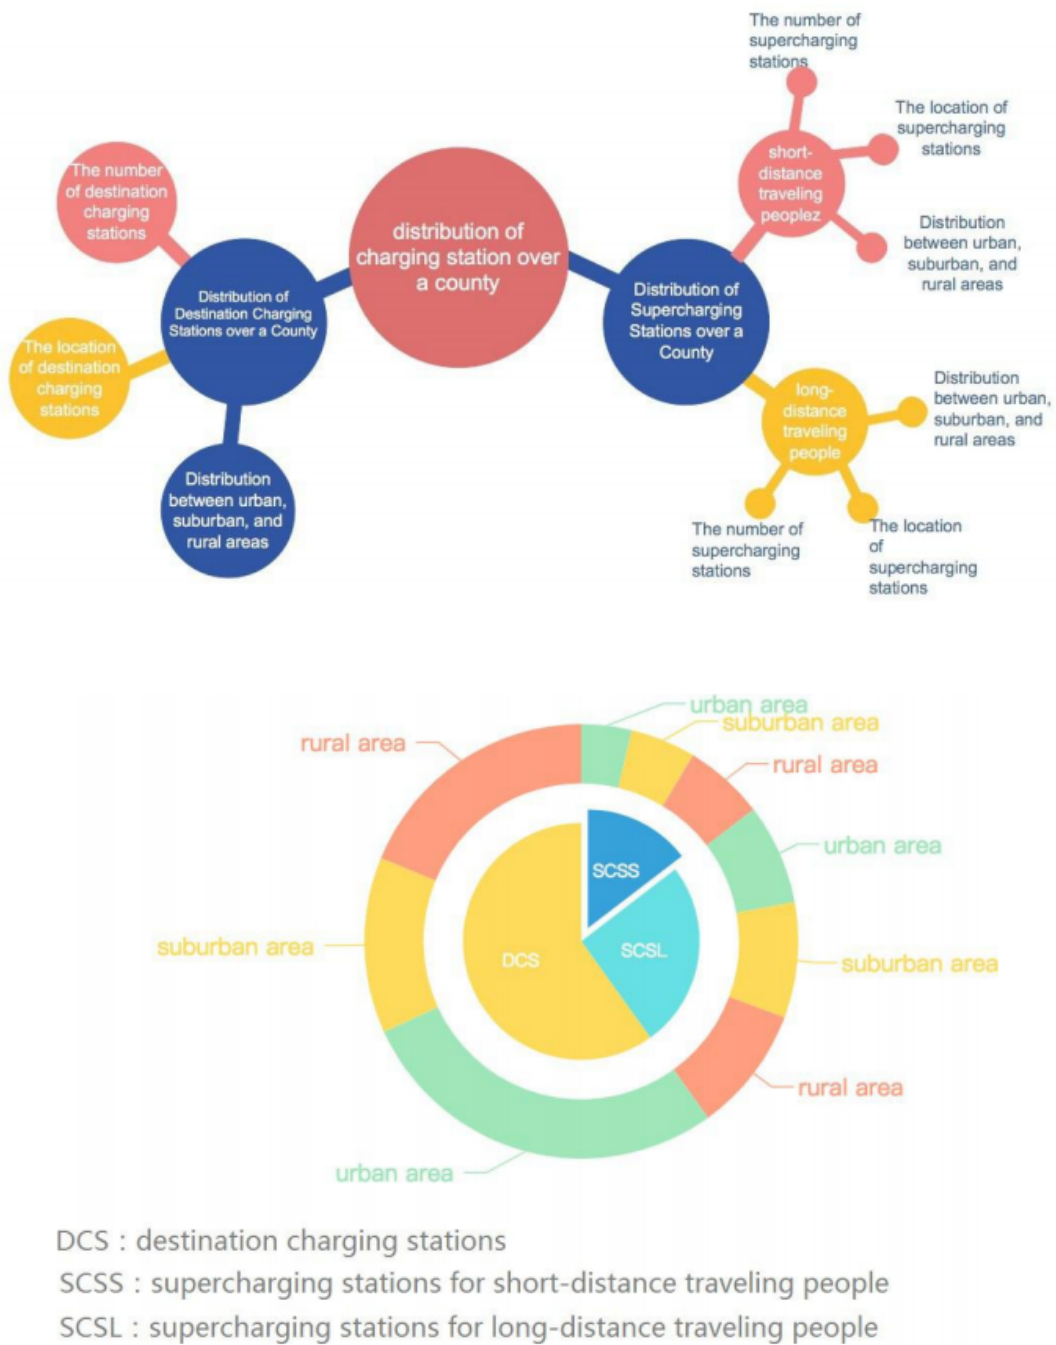 The number of
supercharging
stations
The location of
supercharging
stations
short-
distance
traveling
peoplez
Distribution
between urban,
suburban, and
rural areas
The number
of destination
charging
stations
distribution of
charging station over
a county
Distribution of
Destination Charging
Stations over a County
Distribution of
Supercharging
Stations over a
County
The location
of destination
charging
stations
long-
distance
traveling
people
Distribution
between urban,
suburban, and
rural areas
Distribution
between urban,
suburban, and
rural areas
The number of
supercharging
stations
The location
of
supercharging
stations
urban area
suburban area
rural area
rural area
urban area
SCSS
suburban area
DCS
SCSL
suburban area
rural area
urban area
DCS : destination charging stations
SCSS : supercharging stations for short-distance traveling people
SCSL : supercharging stations for long-distance traveling people